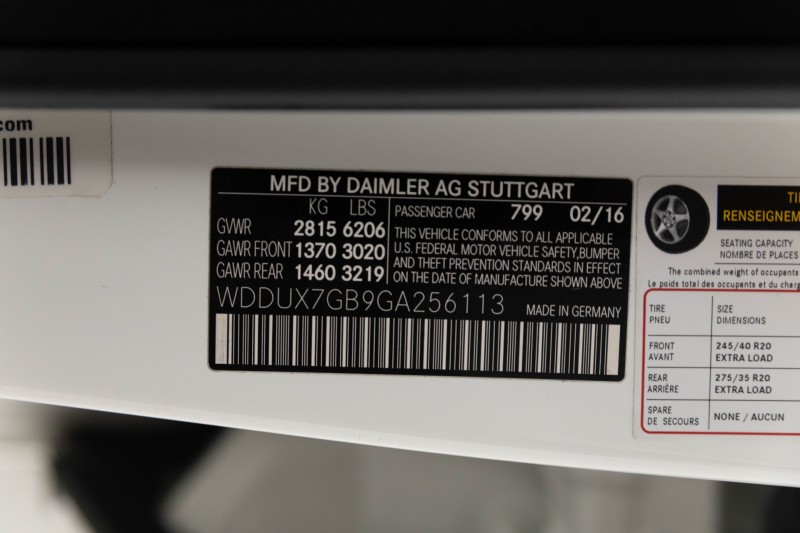 com
MFD BY DAIMLER AG STUTTGART
KG LBS
GVWR 2815 6206
GAWR FRONT 1370 3020
GAWR REAR 1460 3219
PASSENGER CAR 799 02/16
THIS VEHICLE CONFORMS TO ALL APPLICABLE
U.S. FEDERAL MOTOR VEHICLE SAFETY,BUMPER
AND THEFT PREVENTION STANDARDS IN EFFECT
ON THE DATE OF MANUFACTURE SHOWN ABOVE
WDDUX7GB9GA256113 MADE IN GERMANY
TI
RENSEIGNEM
SEATING CAPACITY
NOMBRE DE PLACES
The combined weight of occupants
Le poids total des occupants et du charg
TIRE SIZE
PNEU DIMENSIONS
FRONT 245/40 R20
AVANT EXTRA LOAD
REAR 275/35 R20
ARRIÈRE EXTRA LOAD
SPARE NONE / AUCUN
DE SECOURS